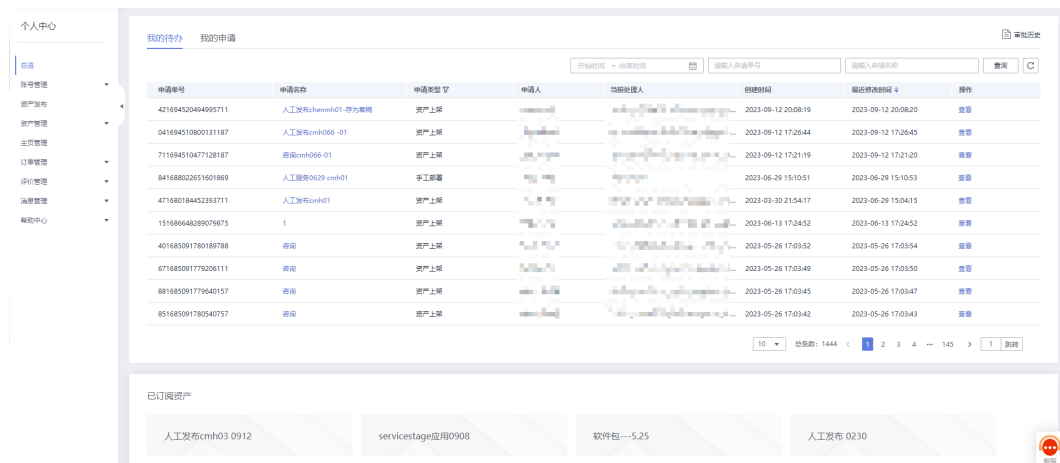 个人中心
总览
账号管理
资产发布
资产管理
主页管理
订单管理
评价管理
消息管理
帮助中心
我的待办 我的申请 审批历史
开始时间 - 结束时间 请输入申请单号 请输入申请名称 查询
申请单号 申请名称 申请类型 申请人 当前处理人 创建时间 最近修改时间 操作
421694520494995711 人工发布chenmh01-存为草稿 资产上架 2023-09-12 20:08:19 2023-09-12 20:08:20 查看
041694510800131187 人工发布cmh066 -01 资产上架 2023-09-12 17:26:44 2023-09-12 17:26:45 查看
711694510477128187 咨询cmh066-01 资产上架 2023-09-12 17:21:19 2023-09-12 17:21:20 查看
841688022651601869 人工服务0629 cmh01 手工部署 2023-06-29 15:10:51 2023-06-29 15:10:53 查看
471680184452393711 人工发布cmh01 资产上架 2023-03-30 21:54:17 2023-06-29 15:04:15 查看
151686648289079875 1 资产上架 2023-06-13 17:24:52 2023-06-13 17:24:52 查看
401685091780189788 咨询 资产上架 2023-05-26 17:03:52 2023-05-26 17:03:54 查看
671685091779206111 咨询 资产上架 2023-05-26 17:03:49 2023-05-26 17:03:50 查看
881685091779640157 咨询 资产上架 2023-05-26 17:03:45 2023-05-26 17:03:47 查看
851685091780540757 咨询 资产上架 2023-05-26 17:03:42 2023-05-26 17:03:43 查看
10 总条数: 1444 < 1 2 3 4 ... 145 > 1 跳转
已订阅资产
人工发布cmh03 0912 servicestage应用0908 软件包---5.25 人工发布 0230